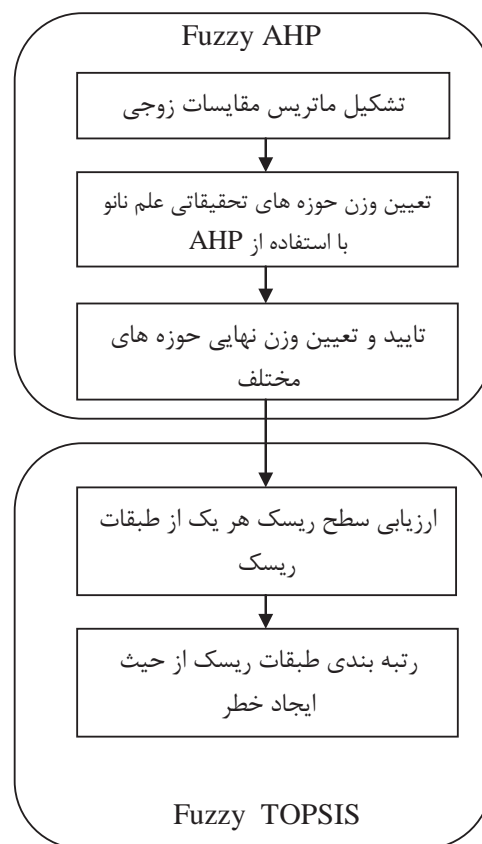 Fuzzy AHP
تشکیل ماتریس مقایسات زوجی
تعیین وزن حوزه های تحقیقاتی علم نانو
با استفاده از AHP
تایید و تعیین وزن نهایی حوزه های
مختلف
ارزیابی سطح ریسک هر یک از طبقات
ریسک
رتبه بندی طبقات ریسک از حیث
ایجاد خطر
Fuzzy TOPSIS